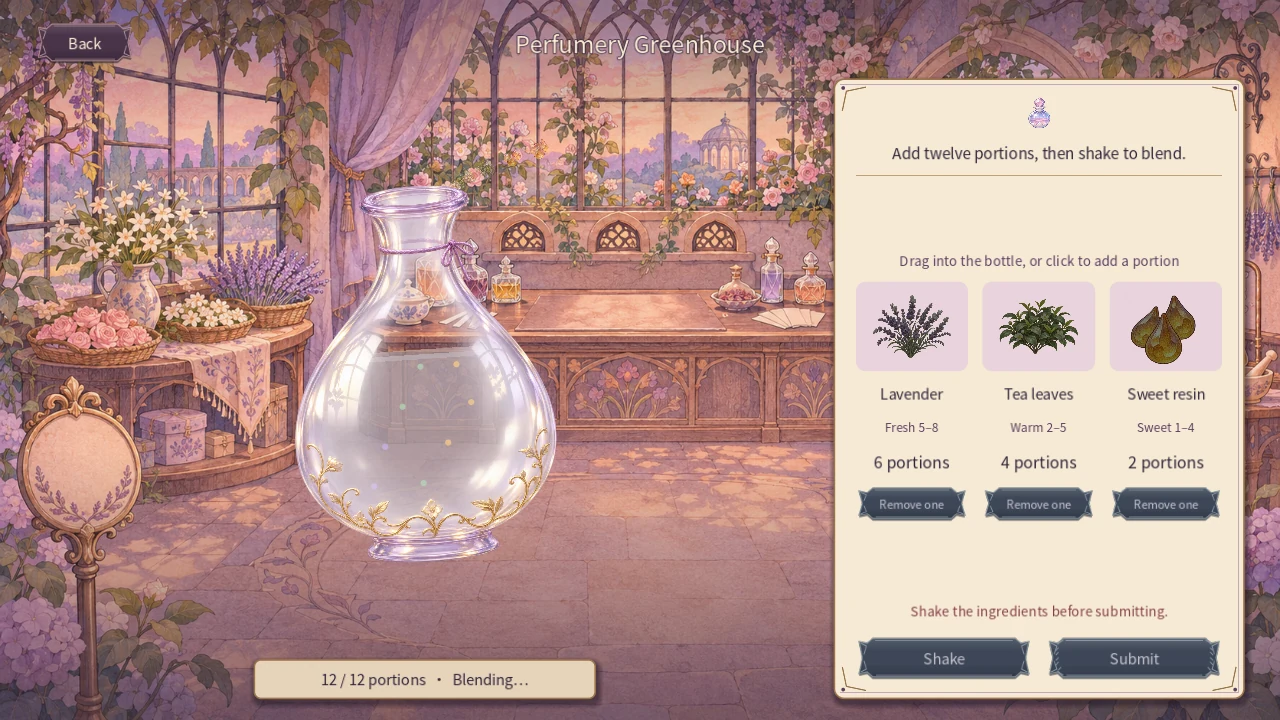 Back
Perfumery Greenhouse
Add twelve portions, then shake to blend.
Drag into the bottle, or click to add a portion
Lavender
Tea leaves
Sweet resin
Fresh 5–8
Warm 2–5
Sweet 1–4
6 portions
4 portions
2 portions
Remove one
Remove one
Remove one
Shake the ingredients before submitting.
Shake
Submit
12 / 12 portions • Blending…